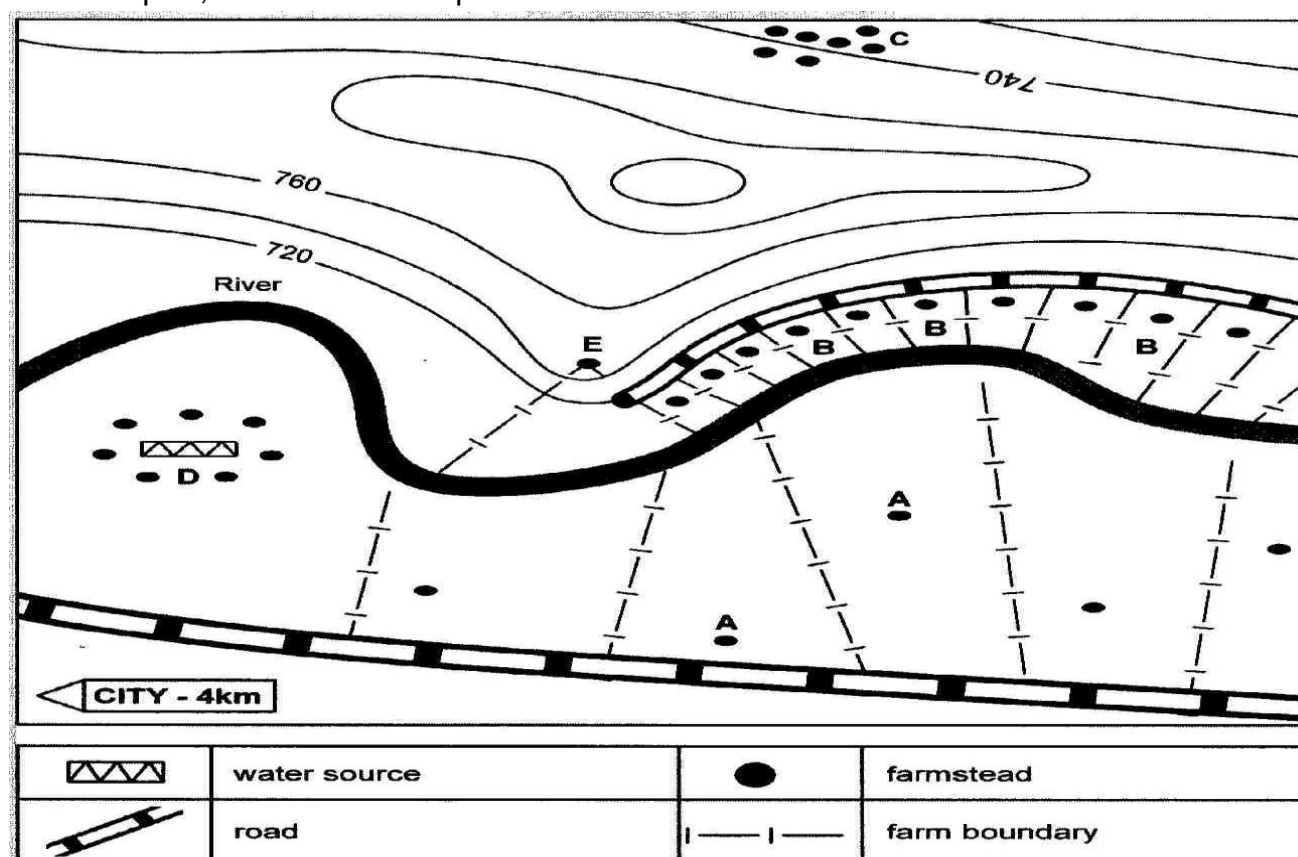 C
740
760
720
River
E
B
B
B
A
D
A
CITY - 4km
water source
farmstead
road
farm boundary